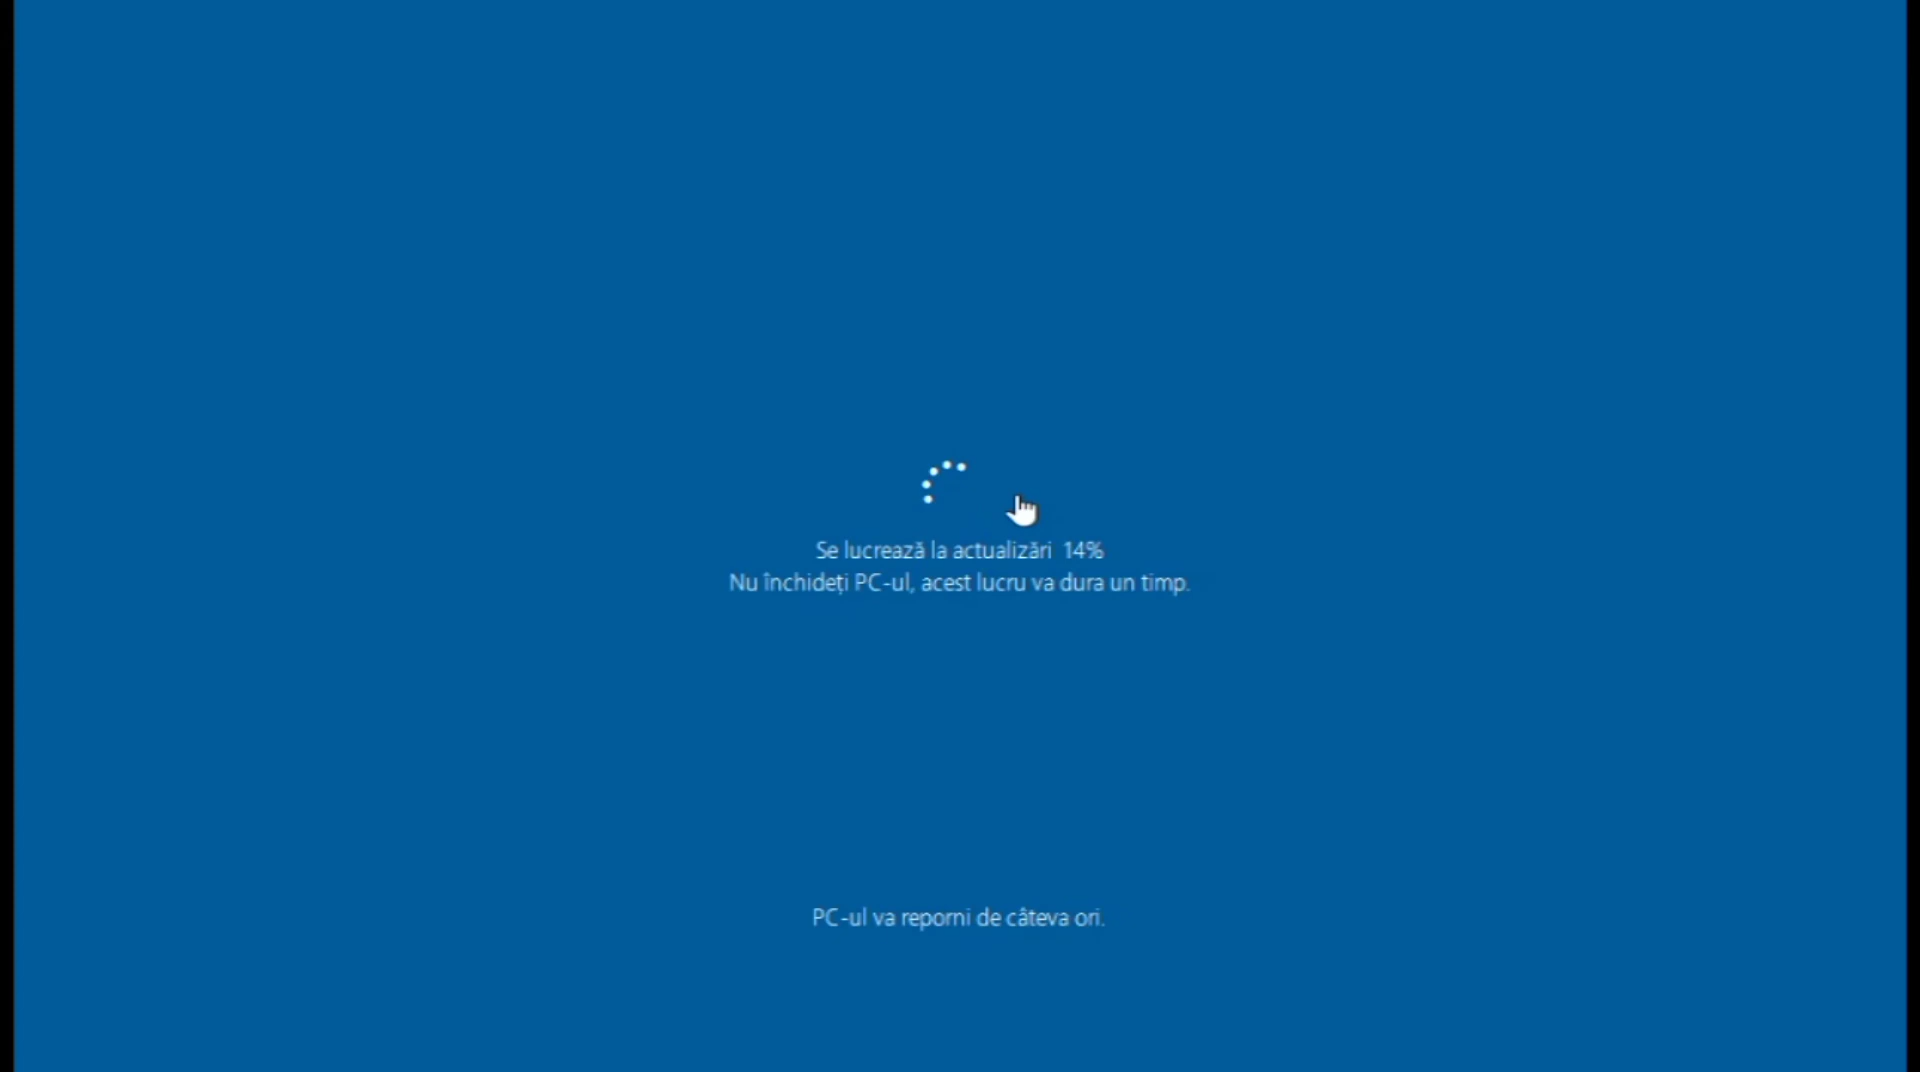 Se lucrează la actualizări 14%
Nu închideți PC-ul, acest lucru va dura un timp.
PC-ul va reporni de câteva ori.